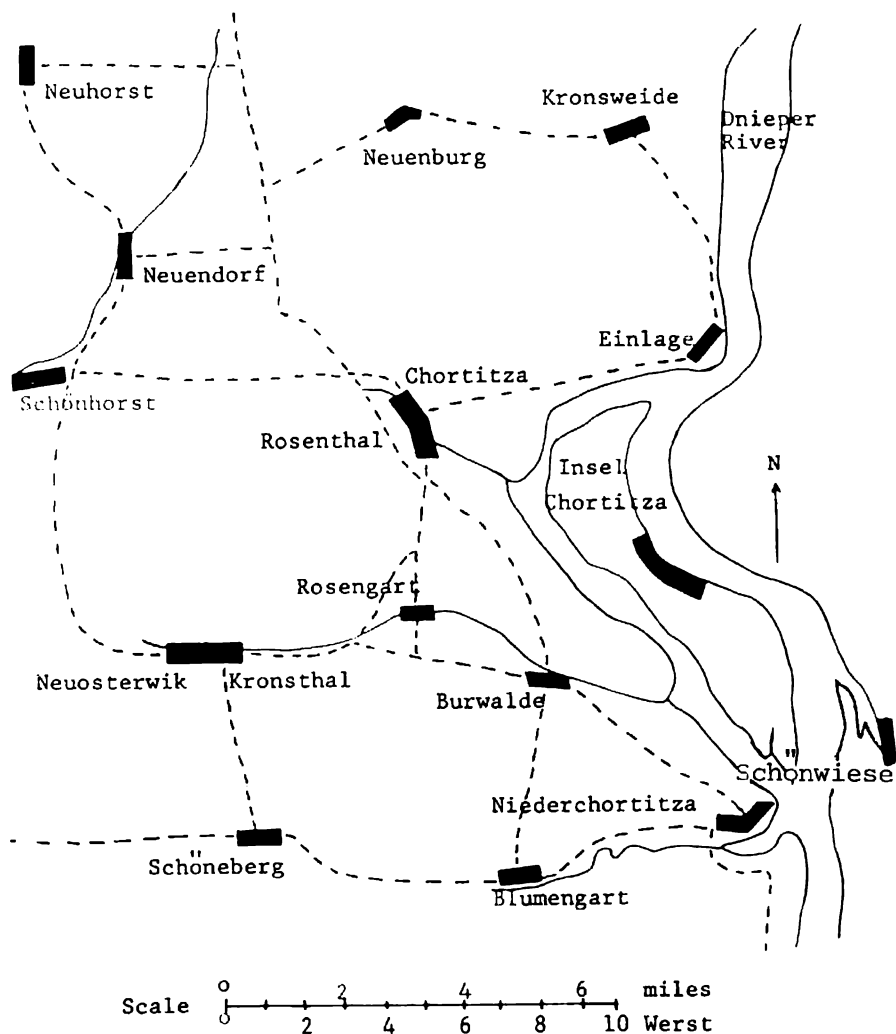 Neuhorst
Kronsweide
Dnieper
River
Neuenburg
Neuendorf
Einlage
Chortitza
Schönhorst
Rosenthal
Insel
Chortitza
N
Rosengart
Neuosterwik
Kronsthal
Burwalde
Schönwiese
Niederchortitza
Schöneberg
Blumengart
0 2 4 6 miles
Scale
0 2 4 6 8 10 Werst